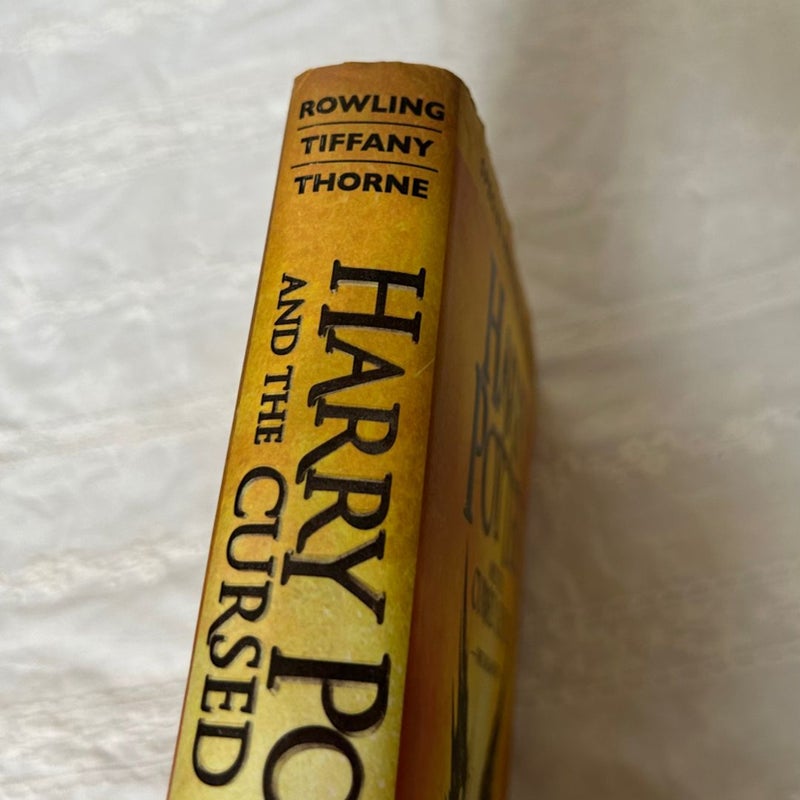 ROWLING
TIFFANY
THORNE
HARRY PO
AND THE CURSED